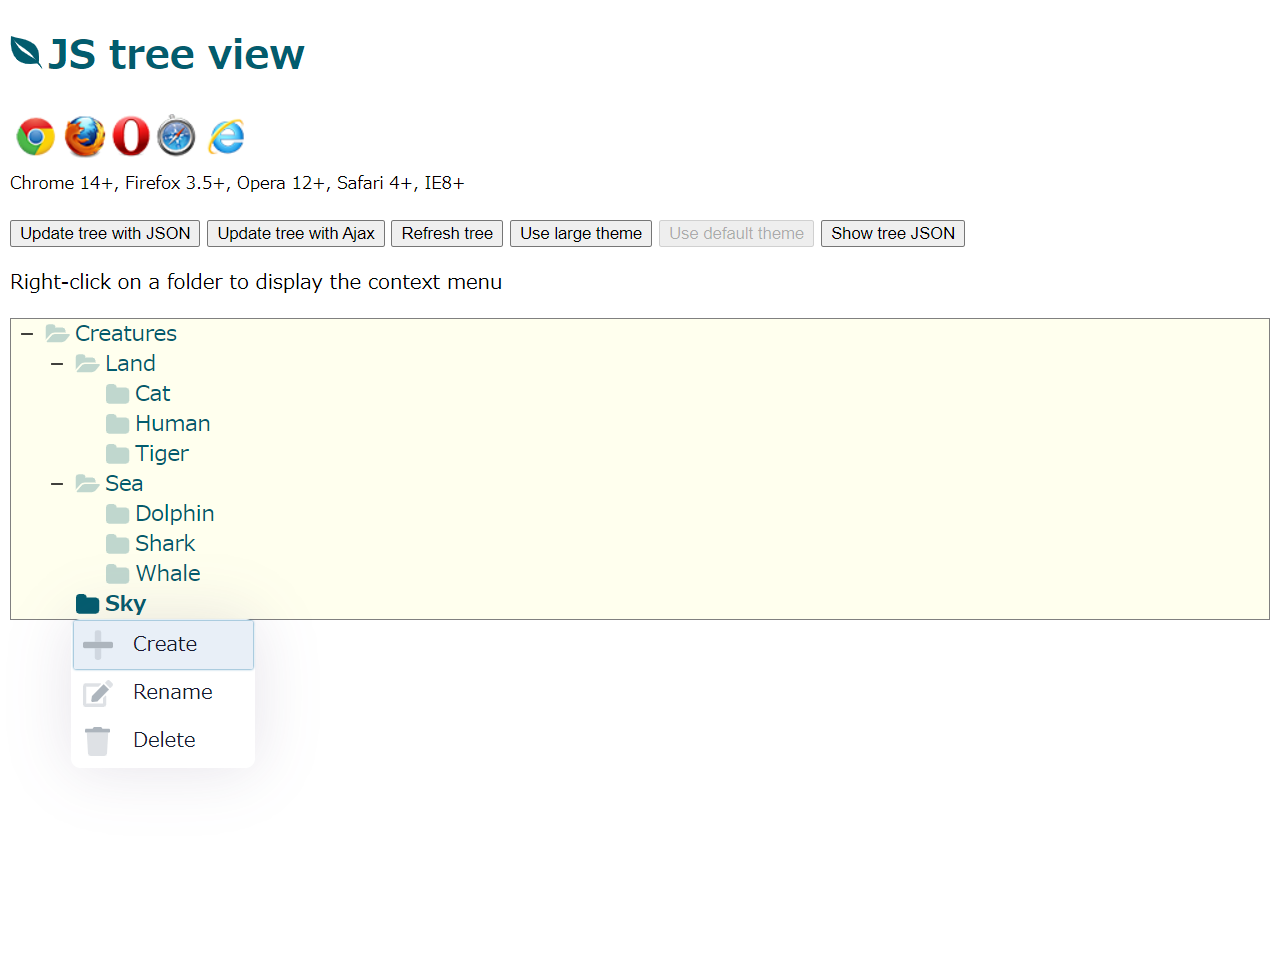 JS tree view
Chrome 14+, Firefox 3.5+, Opera 12+, Safari 4+, IE8+
Update tree with JSON Update tree with Ajax Refresh tree Use large theme Use default theme Show tree JSON
Right-click on a folder to display the context menu
Creatures
Land
Cat
Human
Tiger
Sea
Dolphin
Shark
Whale
Sky
Create
Rename
Delete